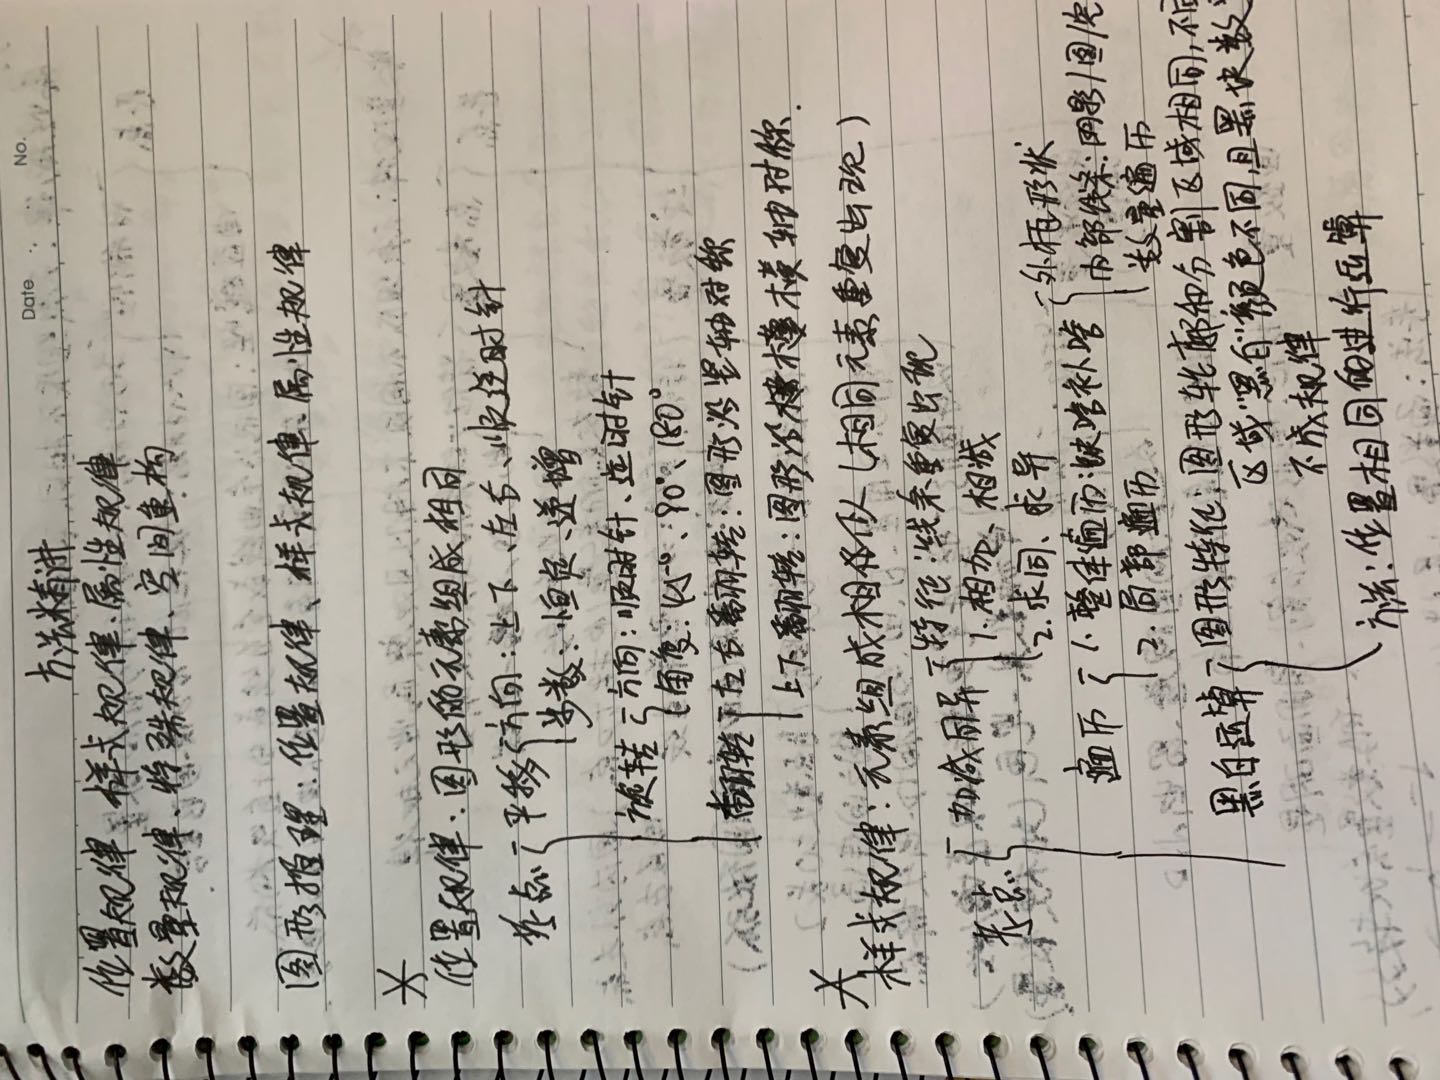 Date No.
方法精讲
位置规律、样式规律、属性规律
数量规律、特殊规律、空间重构
图形推理：位置规律、样式规律、属性规律
位置规律：图形的元素组成相同
考点 平移 方向：上下、左右、顺逆时针
步数：恒定、递增
旋转 方向：顺时针、逆时针
角度：45°、90°、180°
翻转 左右翻转：图形沿竖轴对称
上下翻转：图形沿横轴对称
样式规律：元素组成相似（相同元素重复出现）
考点 加减同异 特征：线条重复出现
1. 相加、相减
2. 求同、求异
遍历 1. 整体遍历：缺啥补啥 外框形状
内部线条：阴影/图/
2. 局部遍历 数量遍历
黑白运算 图形特征：图形轮廓和分割区域相同，不
区域"黑白"颜色不同，且黑块数
不成规律
方法：位置相同的进行运算